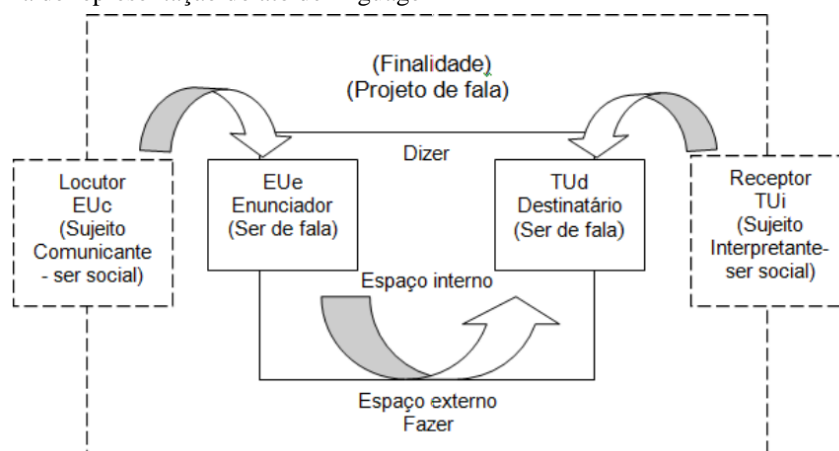 (Finalidade)
(Projeto de fala)
Dizer
Locutor
EUc
(Sujeito
Comunicante
- ser social)
EUe
Enunciador
(Ser de fala)
TUd
Destinatário
(Ser de fala)
Receptor
TUi
(Sujeito
Interpretante-
ser social)
Espaço interno
Espaço externo
Fazer